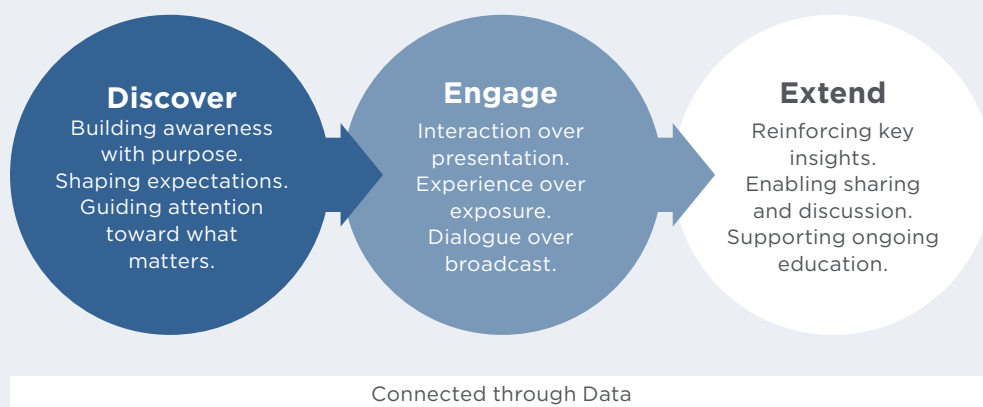 Discover
Building awareness
with purpose.
Shaping expectations.
Guiding attention
toward what
matters.
Engage
Interaction over
presentation.
Experience over
exposure.
Dialogue over
broadcast.
Extend
Reinforcing key
insights.
Enabling sharing
and discussion.
Supporting ongoing
education.
Connected through Data